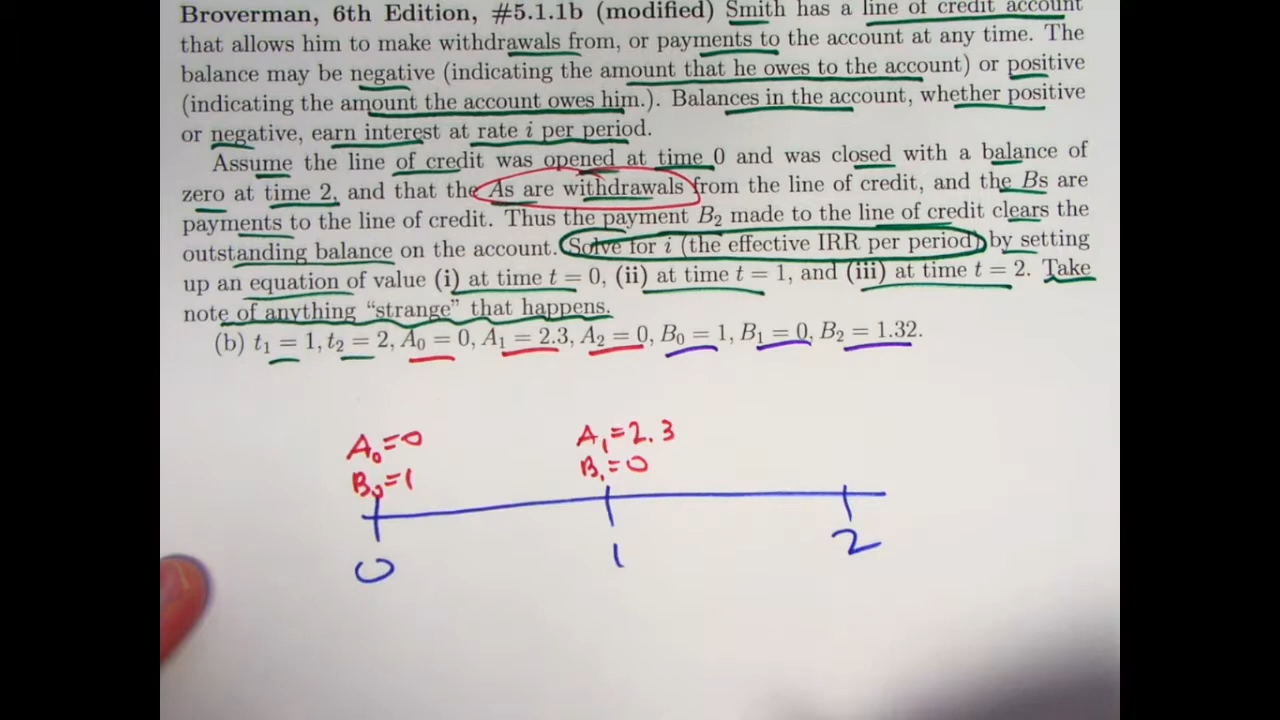 Broverman, 6th Edition, #5.1.1b (modified) Smith has a line of credit account
that allows him to make withdrawals from, or payments to the account at any time. The
balance may be negative (indicating the amount that he owes to the account) or positive
(indicating the amount the account owes him.). Balances in the account, whether positive
or negative, earn interest at rate i per period.
Assume the line of credit was opened at time 0 and was closed with a balance of
zero at time 2, and that the As are withdrawals from the line of credit, and the Bs are
payments to the line of credit. Thus the payment B₂ made to the line of credit clears the
outstanding balance on the account. Solve for i (the effective IRR per period) by setting
up an equation of value (i) at time t = 0, (ii) at time t = 1, and (iii) at time t = 2. Take
note of anything “strange” that happens.
(b) t₁ = 1, t₂ = 2, A₀ = 0, A₁ = 2.3, A₂ = 0, B₀ = 1, B₁ = 0, B₂ = 1.32.
A₀=0 A₁=2.3
B₀=1 B₁=0
0 1 2